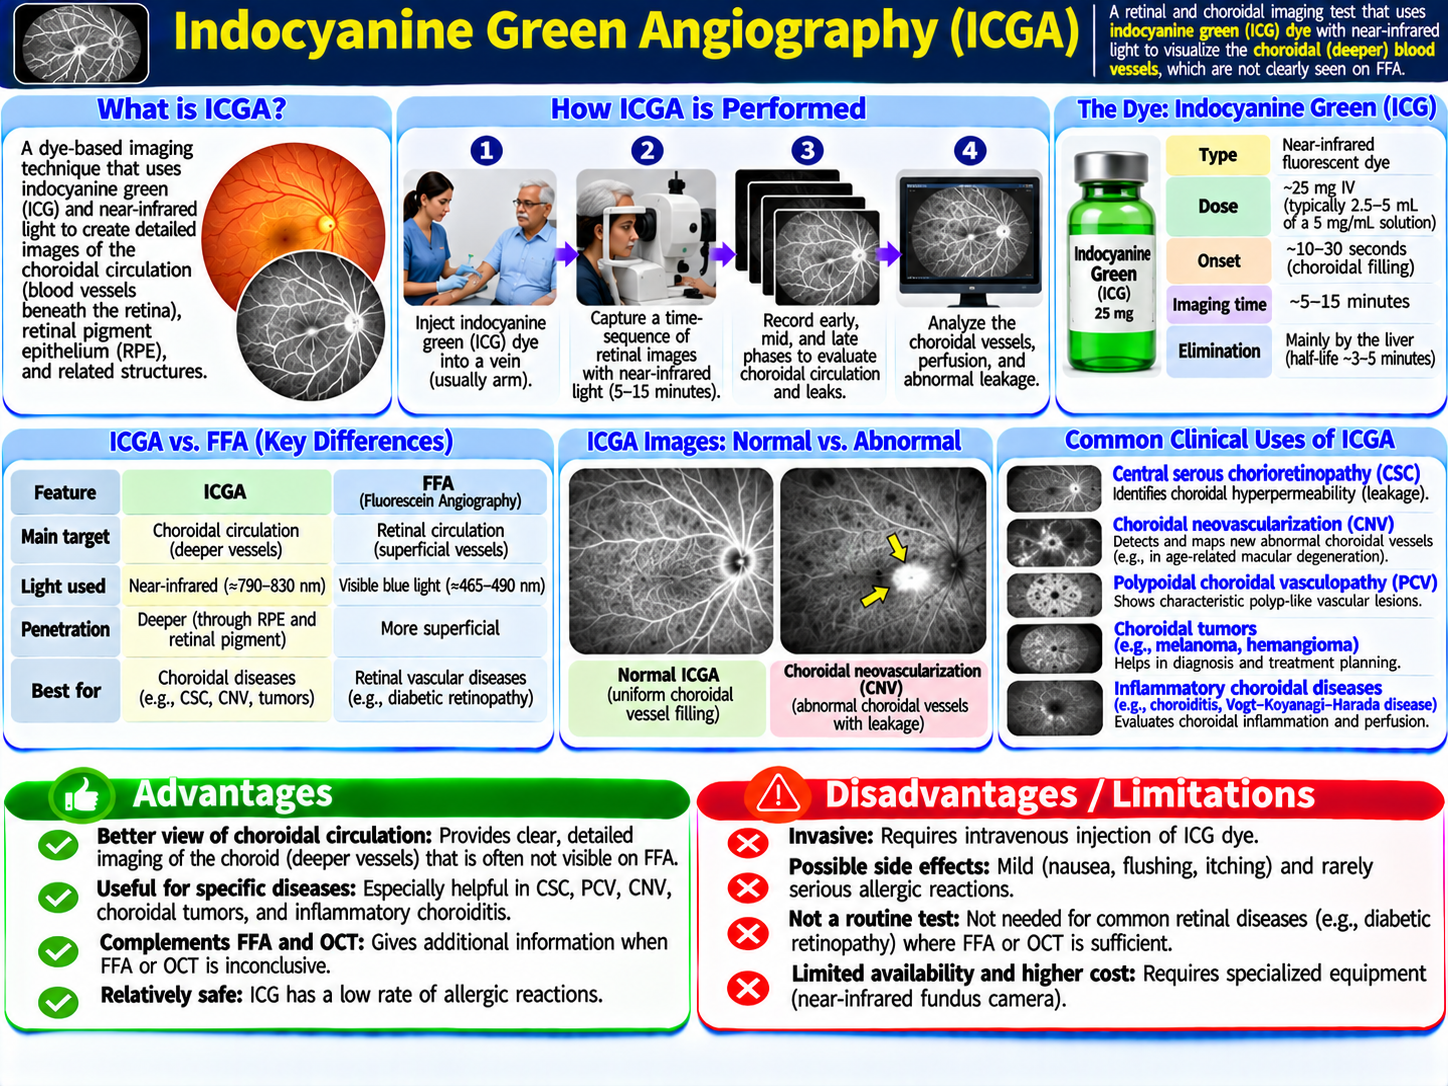 Indocyanine Green Angiography (ICGA)
A retinal and choroidal imaging test that uses
indocyanine green (ICG) dye with near-infrared
light to visualize the choroidal (deeper) blood
vessels, which are not clearly seen on FFA.
What is ICGA?
A dye-based imaging
technique that uses
indocyanine green
(ICG) and near-infrared
light to create detailed
images of the
choroidal circulation
(blood vessels
beneath the retina),
retinal pigment
epithelium (RPE),
and related structures.
How ICGA is Performed
1
Inject indocyanine
green (ICG) dye
into a vein
(usually arm).
2
Capture a time-
sequence of
retinal images
with near-infrared
light (5–15 minutes).
3
Record early,
mid, and late
phases to evaluate
choroidal circulation
and leaks.
4
Analyze the
choroidal vessels,
perfusion, and
abnormal leakage.
The Dye: Indocyanine Green (ICG)
Indocyanine
Green
(ICG)
25 mg
Type
Near-infrared
fluorescent dye
Dose
~25 mg IV
(typically 2.5–5 mL
of a 5 mg/mL solution)
Onset
~10–30 seconds
(choroidal filling)
Imaging time
~5–15 minutes
Elimination
Mainly by the liver
(half-life ~3–5 minutes)
ICGA vs. FFA (Key Differences)
Feature
ICGA
FFA
(Fluorescein Angiography)
Main target
Choroidal circulation
(deeper vessels)
Retinal circulation
(superficial vessels)
Light used
Near-infrared (≈790–830 nm)
Visible blue light (≈465–490 nm)
Penetration
Deeper (through RPE and
retinal pigment)
More superficial
Best for
Choroidal diseases
(e.g., CSC, CNV, tumors)
Retinal vascular diseases
(e.g., diabetic retinopathy)
ICGA Images: Normal vs. Abnormal
Normal ICGA
(uniform choroidal
vessel filling)
Choroidal neovascularization
(CNV)
(abnormal choroidal vessels
with leakage)
Common Clinical Uses of ICGA
Central serous chorioretinopathy (CSC)
Identifies choroidal hyperpermeability (leakage).
Choroidal neovascularization (CNV)
Detects and maps new abnormal choroidal vessels
(e.g., in age-related macular degeneration).
Polypoidal choroidal vasculopathy (PCV)
Shows characteristic polyp-like vascular lesions.
Choroidal tumors
(e.g., melanoma, hemangioma)
Helps in diagnosis and treatment planning.
Inflammatory choroidal diseases
(e.g., choroiditis, Vogt–Koyanagi–Harada disease)
Evaluates choroidal inflammation and perfusion.
Advantages
Better view of choroidal circulation: Provides clear, detailed
imaging of the choroid (deeper vessels) that is often not visible on FFA.
Useful for specific diseases: Especially helpful in CSC, PCV, CNV,
choroidal tumors, and inflammatory choroiditis.
Complements FFA and OCT: Gives additional information when
FFA or OCT is inconclusive.
Relatively safe: ICG has a low rate of allergic reactions.
Disadvantages / Limitations
Invasive: Requires intravenous injection of ICG dye.
Possible side effects: Mild (nausea, flushing, itching) and rarely
serious allergic reactions.
Not a routine test: Not needed for common retinal diseases (e.g., diabetic
retinopathy) where FFA or OCT is sufficient.
Limited availability and higher cost: Requires specialized equipment
(near-infrared fundus camera).